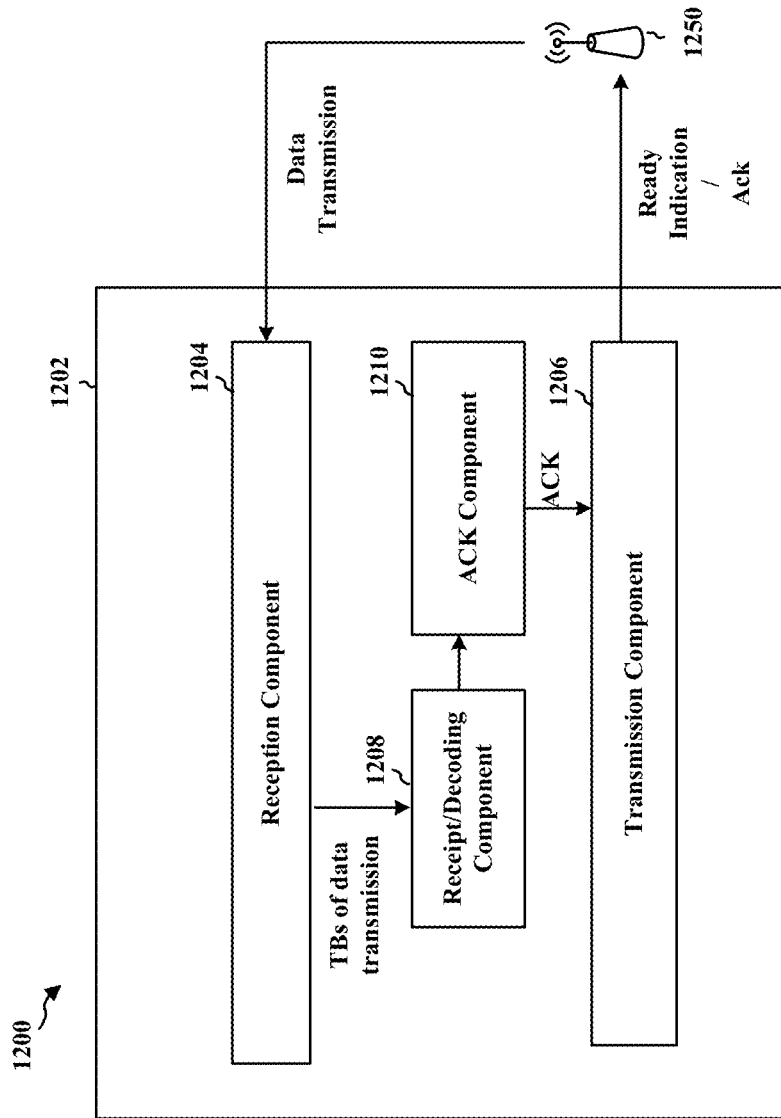 1200
1202
1204
Reception Component
Data
Transmission
TBs of data
transmission
1208
Receipt/Decoding
Component
1210
ACK Component
ACK
1206
Transmission Component
Ready
Indication
/
Ack
1250